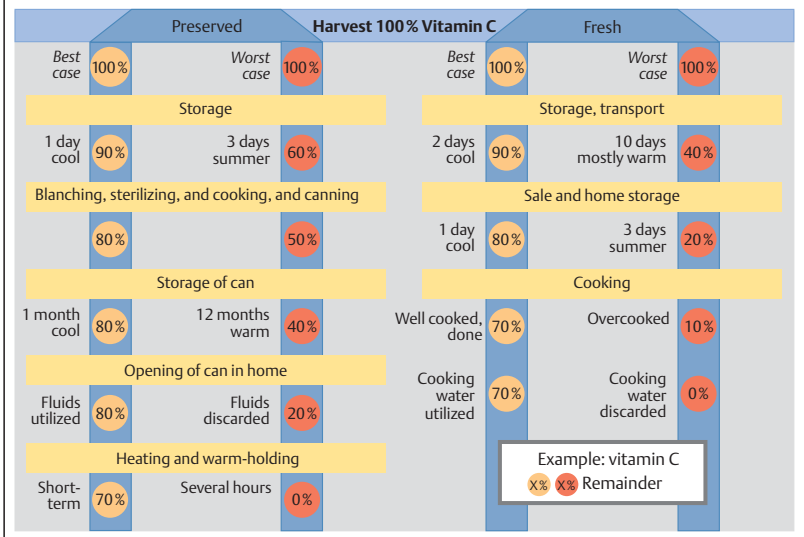 Preserved
Harvest 100% Vitamin C
Fresh
Best
case
100%
Worst
case
100%
Storage
1 day
cool
90%
3 days
summer
60%
Blanching, sterilizing, and cooking, and canning
80%
50%
Storage of can
1 month
cool
80%
12 months
warm
40%
Opening of can in home
Fluids
utilized
80%
Fluids
discarded
20%
Heating and warm-holding
Short-
term
70%
Several hours
0%
Best
case
100%
Worst
case
100%
Storage, transport
2 days
cool
90%
10 days
mostly warm
40%
Sale and home storage
1 day
cool
80%
3 days
summer
20%
Cooking
Well cooked,
done
70%
Overcooked
10%
Cooking
water
utilized
70%
Cooking
water
discarded
0%
Example: vitamin C
X% X% Remainder